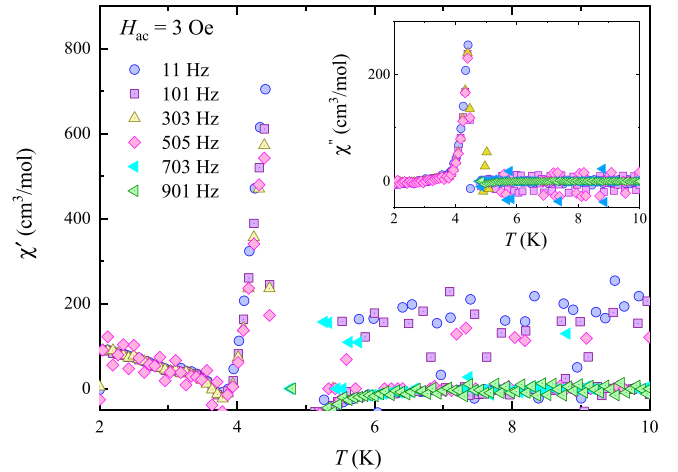 H_ac = 3 Oe
11 Hz
101 Hz
303 Hz
505 Hz
703 Hz
901 Hz
χ′ (cm³/mol)
800
600
400
200
0
2
4
6
8
10
T (K)
χ″ (cm³/mol)
200
0
2
4
6
8
10
T (K)